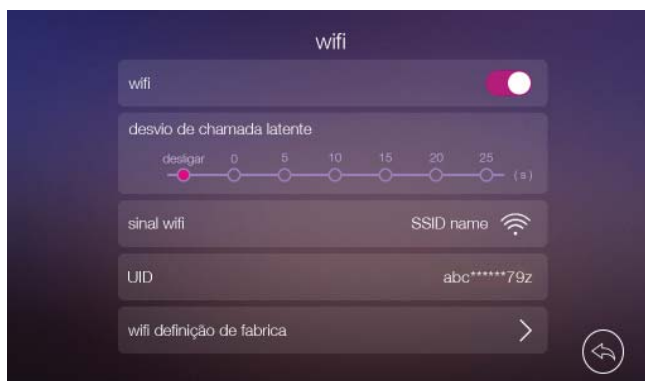 wifi
wifi
desvio de chamada latente
desligar 0 5 10 15 20 25 (s)
sinal wifi SSID name
UID abc******79z
wifi definição de fabrica